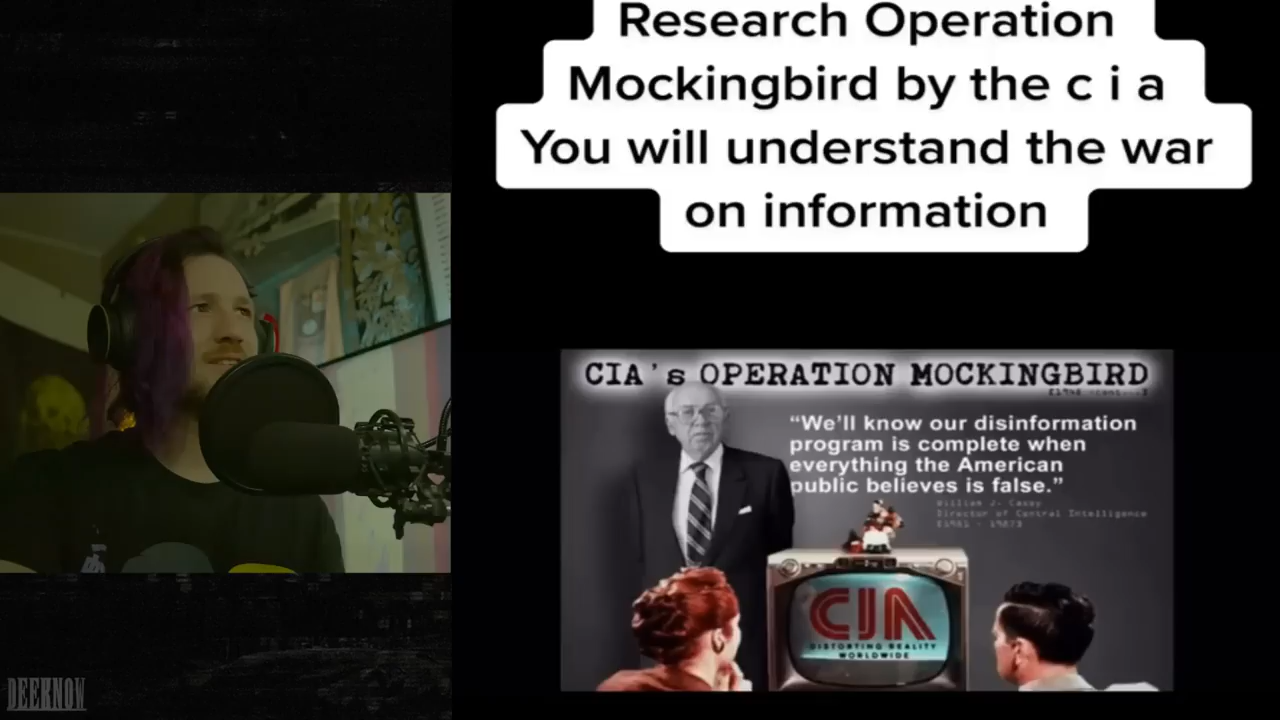 Research Operation
Mockingbird by the c i a
You will understand the war
on information
CIA's OPERATION MOCKINGBIRD
“We’ll know our disinformation
program is complete when
everything the American
public believes is false.”
William J. Casey
Director of Central Intelligence
CIA
DISTORTING REALITY
WORLDWIDE
DEEKNOW